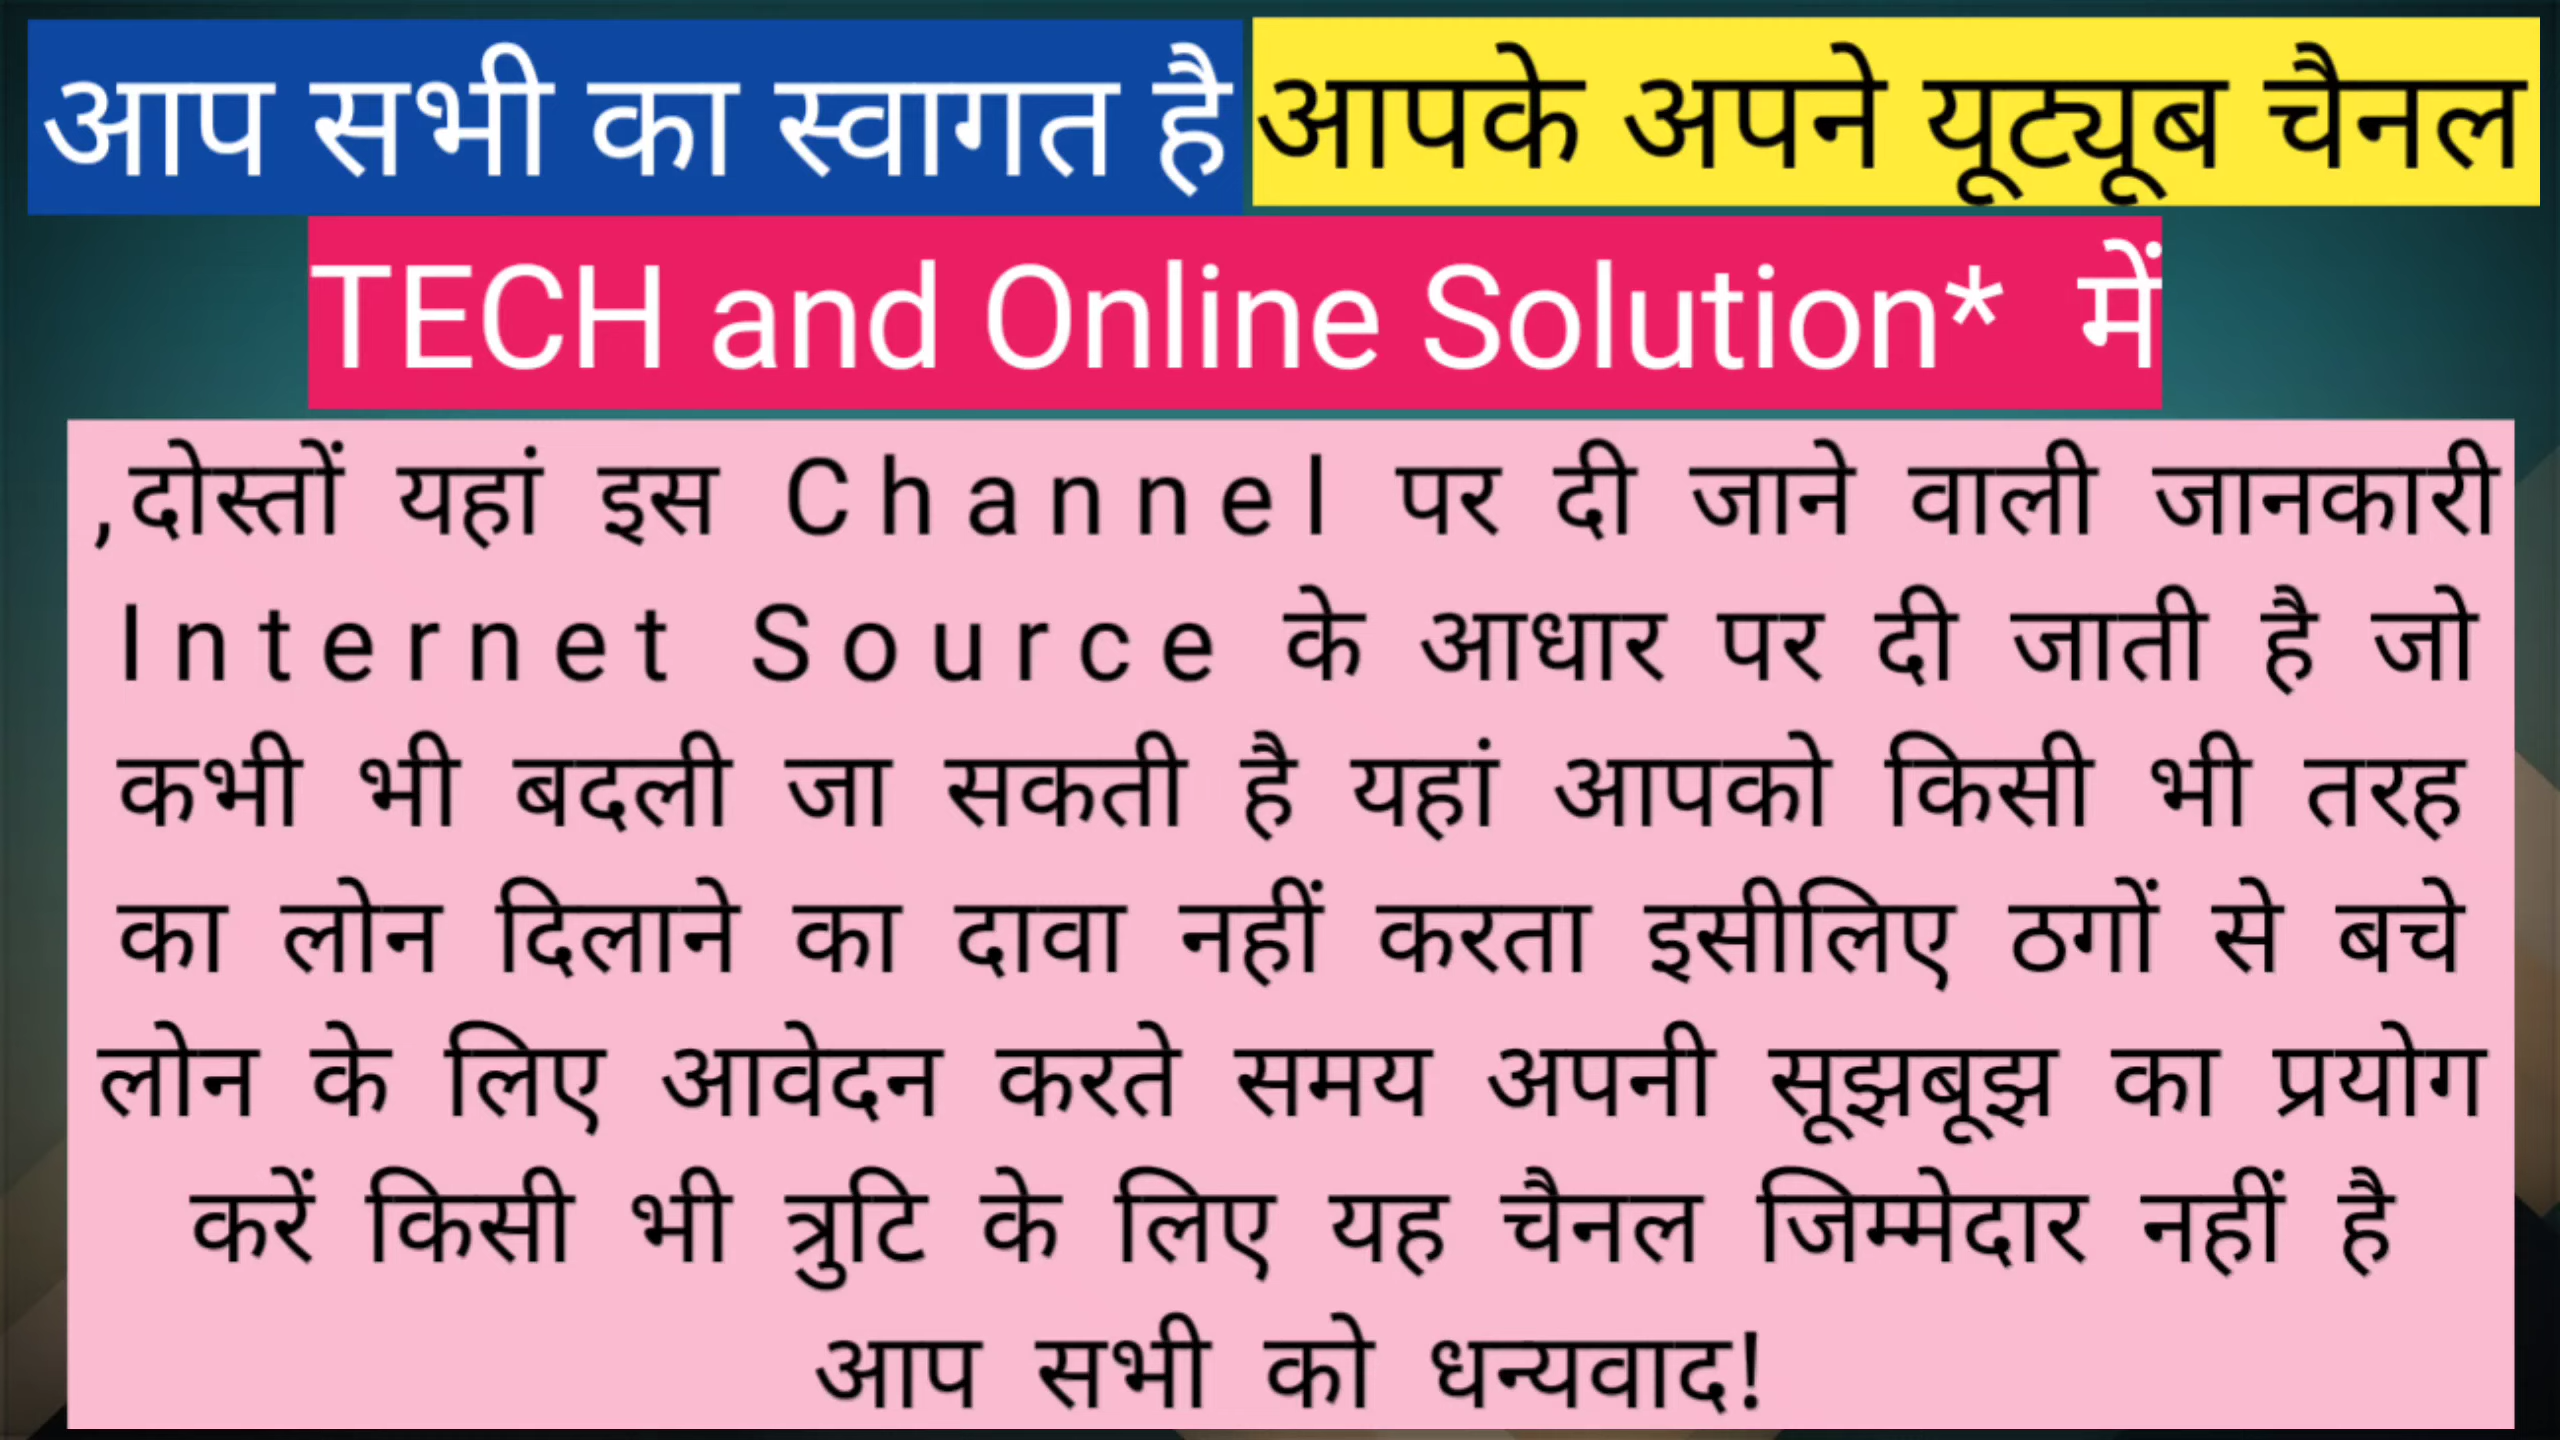 आप सभी का स्वागत है आपके अपने यूट्यूब चैनल
TECH and Online Solution* में
,दोस्तों यहां इस Channel पर दी जाने वाली जानकारी
Internet Source के आधार पर दी जाती है जो
कभी भी बदली जा सकती है यहां आपको किसी भी तरह
का लोन दिलाने का दावा नहीं करता इसीलिए ठगों से बचे
लोन के लिए आवेदन करते समय अपनी सूझबूझ का प्रयोग
करें किसी भी त्रुटि के लिए यह चैनल जिम्मेदार नहीं है
आप सभी को धन्यवाद!